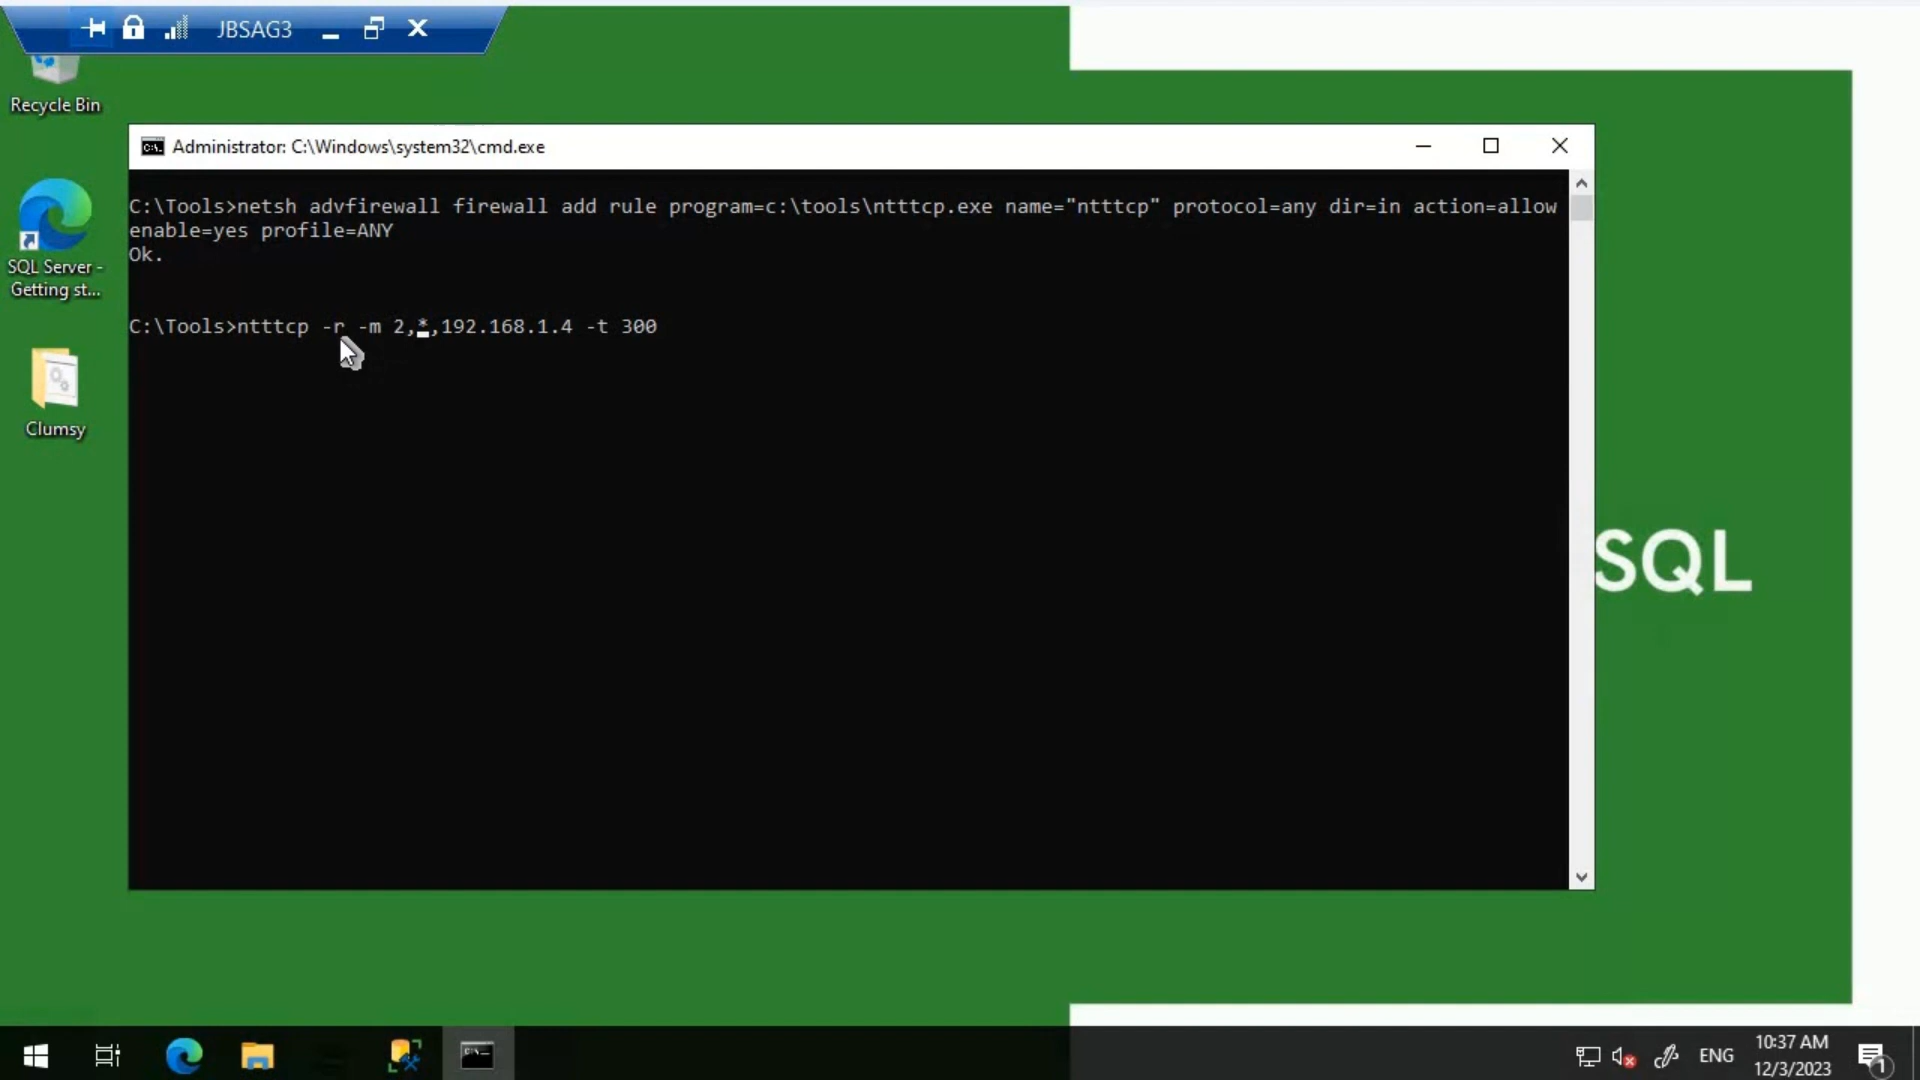 JBSAG3
Recycle Bin
Administrator: C:\Windows\system32\cmd.exe
C:\Tools>netsh advfirewall firewall add rule program=c:\tools\ntttcp.exe name="ntttcp" protocol=any dir=in action=allow
enable=yes profile=ANY
Ok.
C:\Tools>ntttcp -r -m 2,*,192.168.1.4 -t 300
SQL Server -
Getting st...
Clumsy
SQL
ENG
10:37 AM
12/3/2023
1